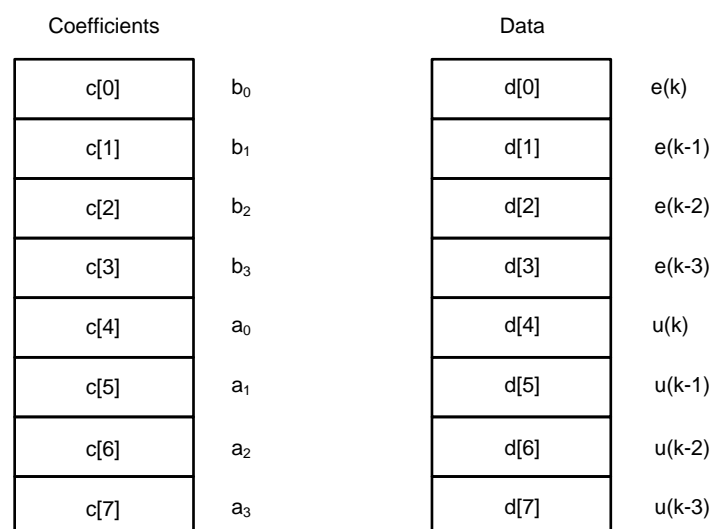 Coefficients Data
c[0] b₀ d[0] e(k)
c[1] b₁ d[1] e(k-1)
c[2] b₂ d[2] e(k-2)
c[3] b₃ d[3] e(k-3)
c[4] a₀ d[4] u(k)
c[5] a₁ d[5] u(k-1)
c[6] a₂ d[6] u(k-2)
c[7] a₃ d[7] u(k-3)